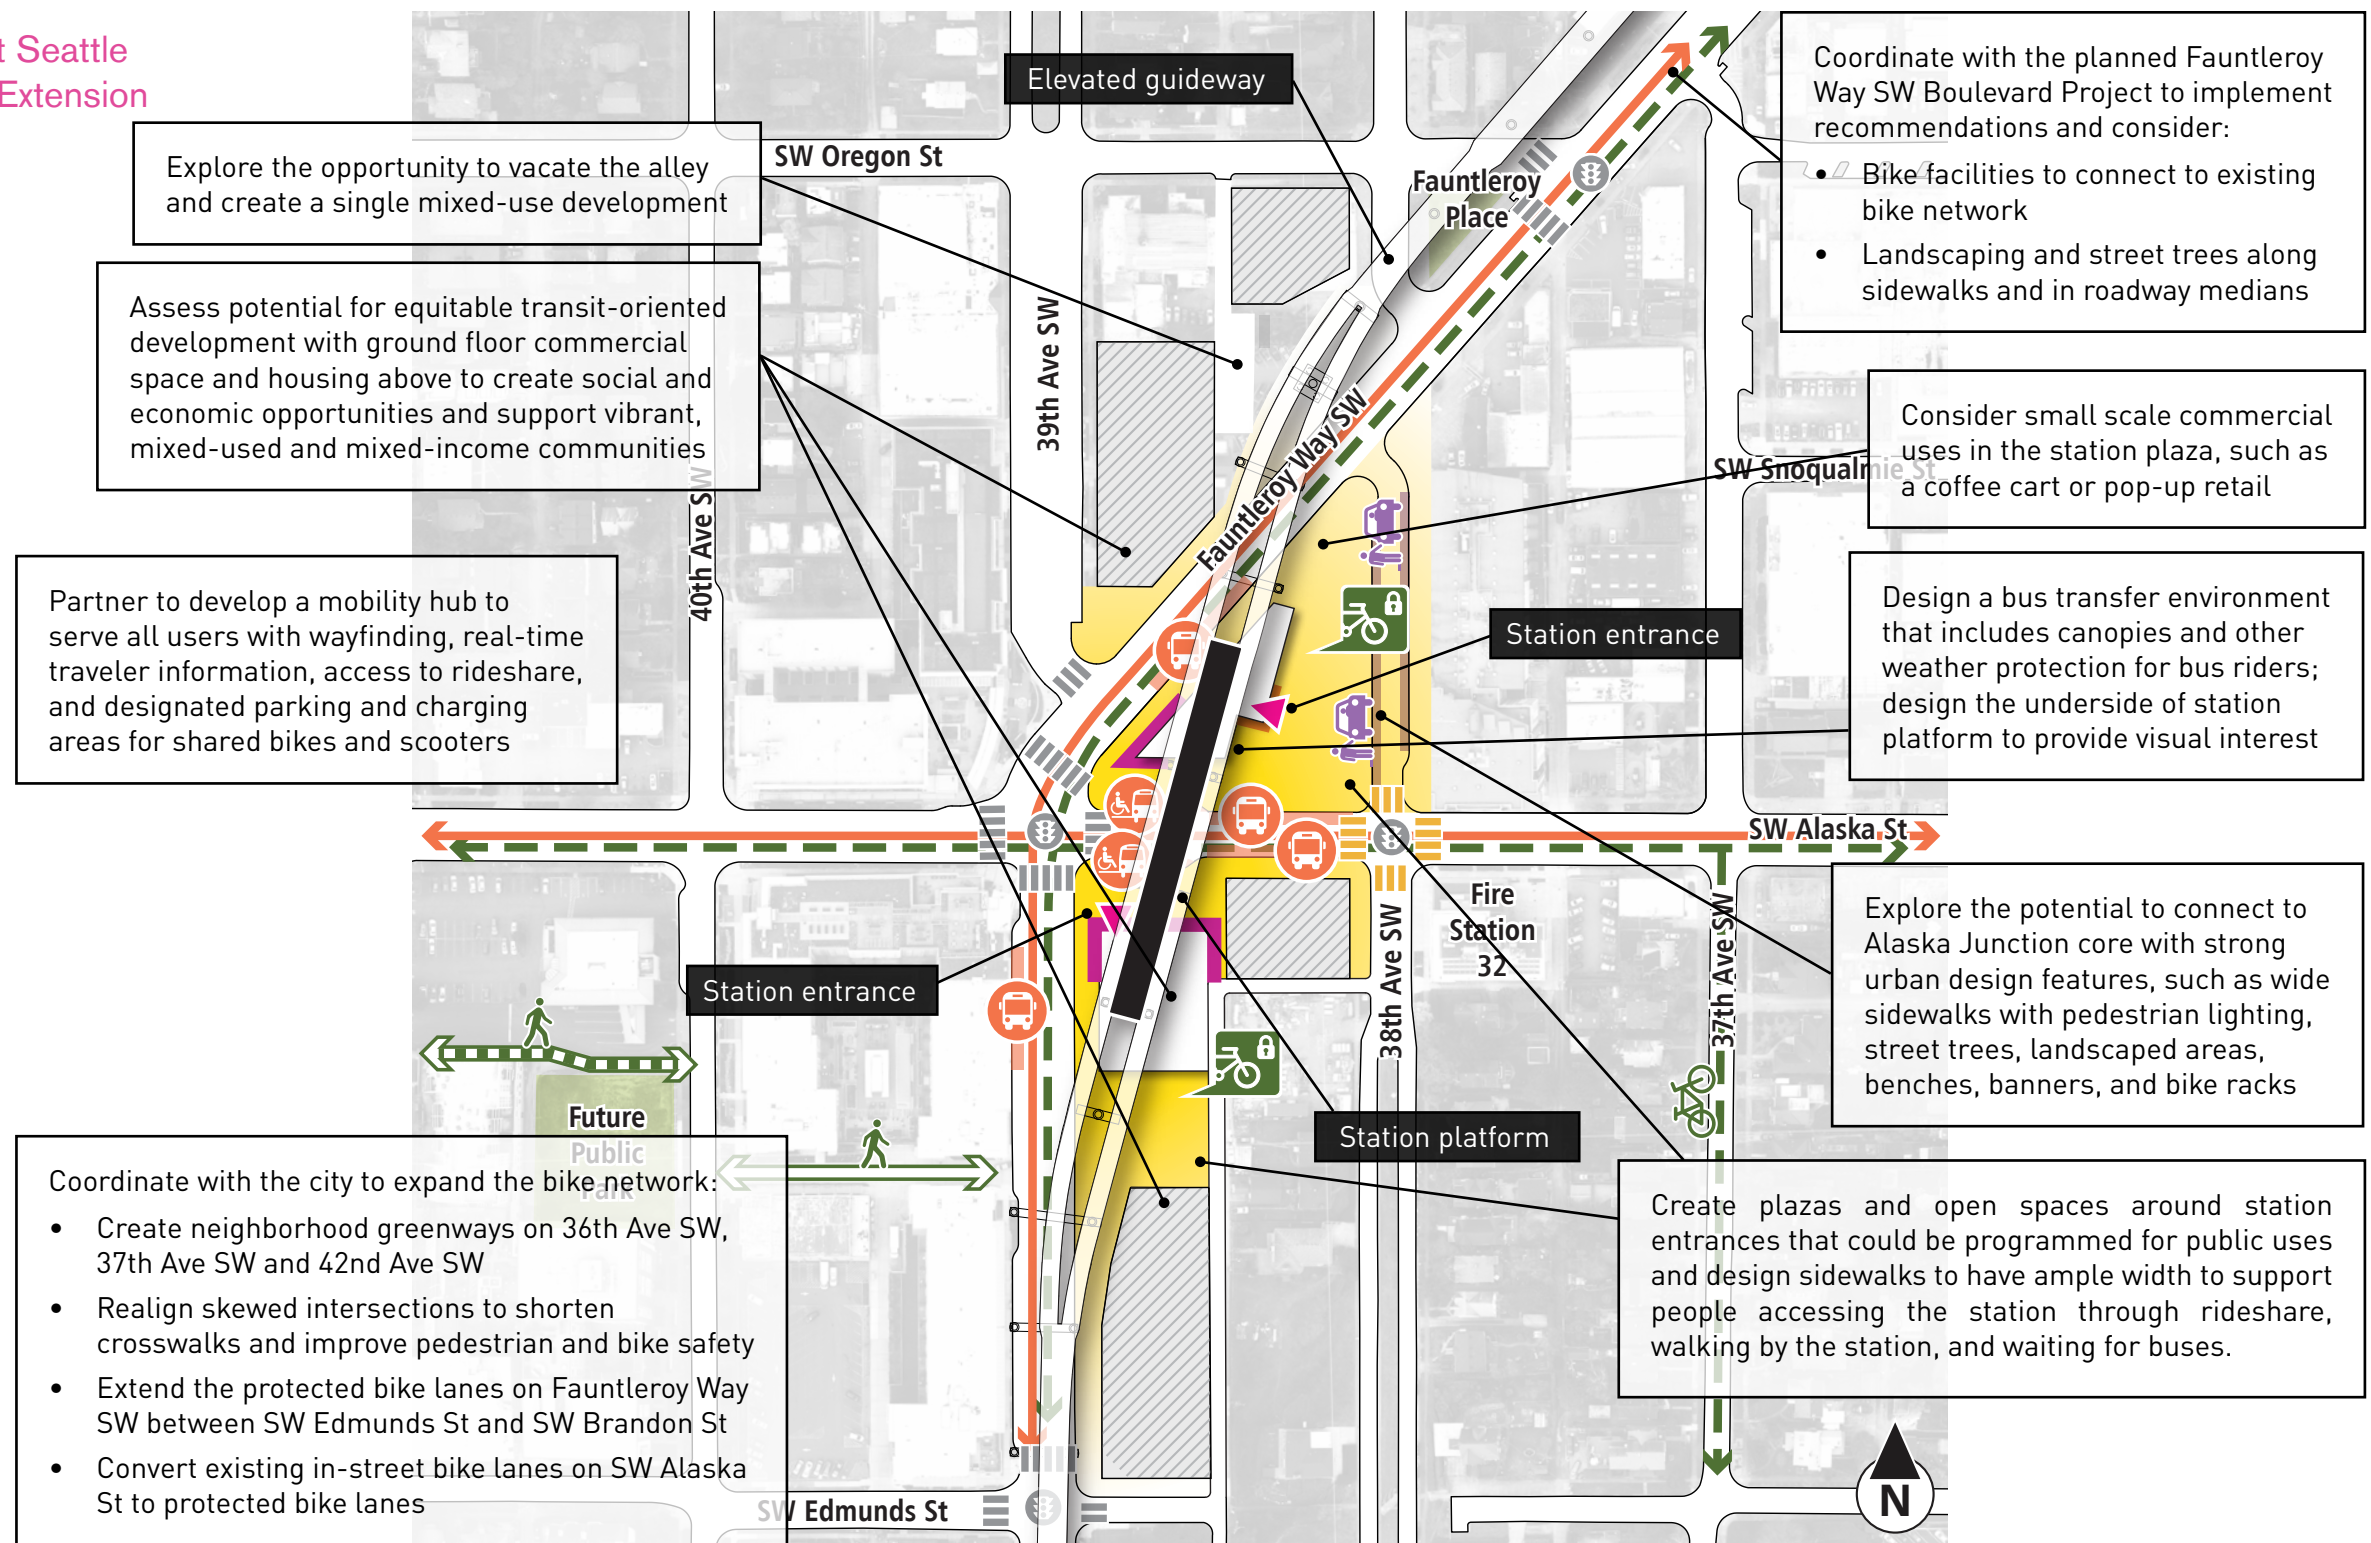 t Seattle
Extension
Elevated guideway
Coordinate with the planned Fauntleroy
Way SW Boulevard Project to implement
recommendations and consider:
• Bike facilities to connect to existing
bike network
• Landscaping and street trees along
sidewalks and in roadway medians
Explore the opportunity to vacate the alley
and create a single mixed-use development
SW Oregon St
Fauntleroy
Place
Assess potential for equitable transit-oriented
development with ground floor commercial
space and housing above to create social and
economic opportunities and support vibrant,
mixed-used and mixed-income communities
39th Ave SW
Fauntleroy Way SW
Consider small scale commercial
uses in the station plaza, such as
a coffee cart or pop-up retail
SW Snoqualmie St
40th Ave SW
Partner to develop a mobility hub to
serve all users with wayfinding, real-time
traveler information, access to rideshare,
and designated parking and charging
areas for shared bikes and scooters
Station entrance
Design a bus transfer environment
that includes canopies and other
weather protection for bus riders;
design the underside of station
platform to provide visual interest
SW Alaska St
Fire
Station
32
38th Ave SW
37th Ave SW
Explore the potential to connect to
Alaska Junction core with strong
urban design features, such as wide
sidewalks with pedestrian lighting,
street trees, landscaped areas,
benches, banners, and bike racks
Station entrance
Station platform
Future
Public
Park
Coordinate with the city to expand the bike network:
• Create neighborhood greenways on 36th Ave SW,
37th Ave SW and 42nd Ave SW
• Realign skewed intersections to shorten
crosswalks and improve pedestrian and bike safety
• Extend the protected bike lanes on Fauntleroy Way
SW between SW Edmunds St and SW Brandon St
• Convert existing in-street bike lanes on SW Alaska
St to protected bike lanes
Create plazas and open spaces around station
entrances that could be programmed for public uses
and design sidewalks to have ample width to support
people accessing the station through rideshare,
walking by the station, and waiting for buses.
SW Edmunds St
N